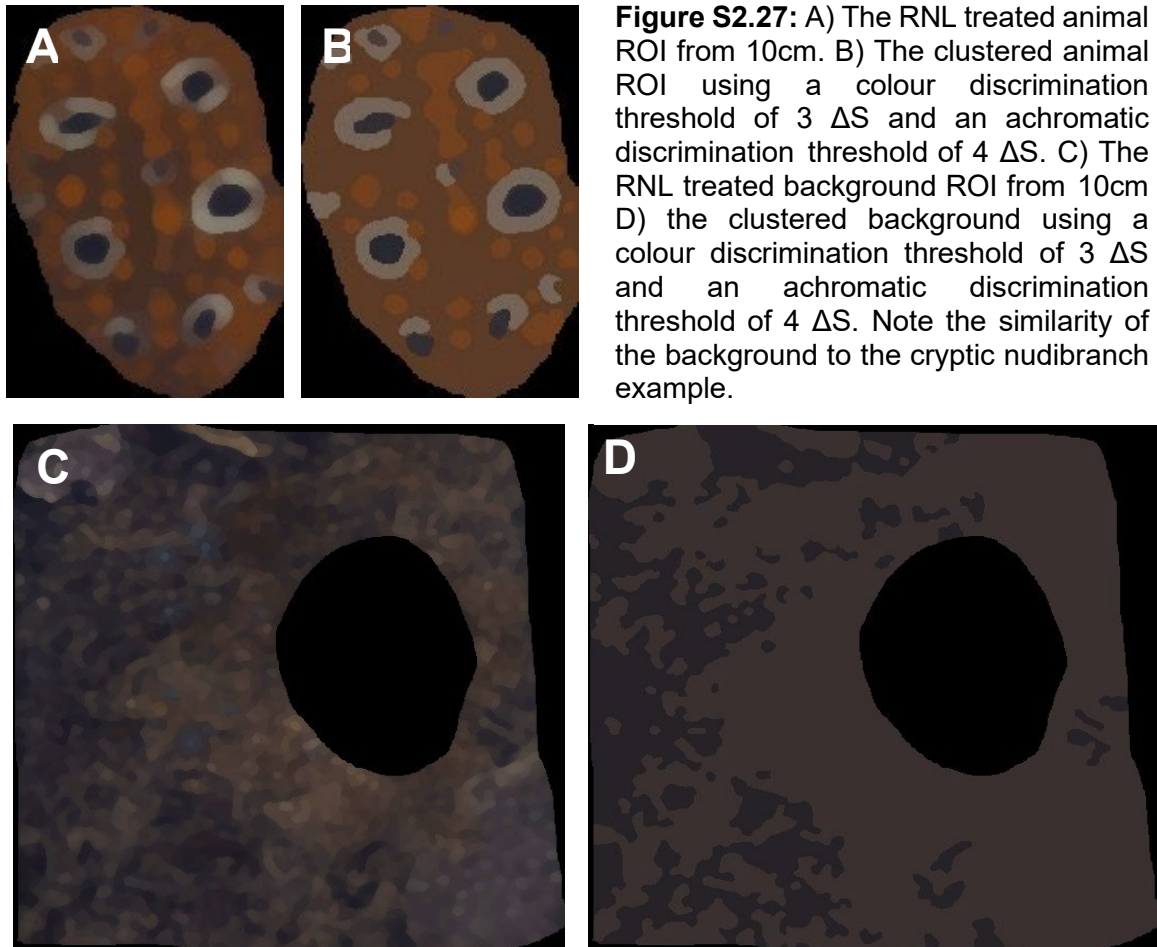 A
B
Figure S2.27: A) The RNL treated animal
ROI from 10cm. B) The clustered animal
ROI using a colour discrimination
threshold of 3 ΔS and an achromatic
discrimination threshold of 4 ΔS. C) The
RNL treated background ROI from 10cm
D) the clustered background using a
colour discrimination threshold of 3 ΔS
and an achromatic discrimination
threshold of 4 ΔS. Note the similarity of
the background to the cryptic nudibranch
example.
C
D